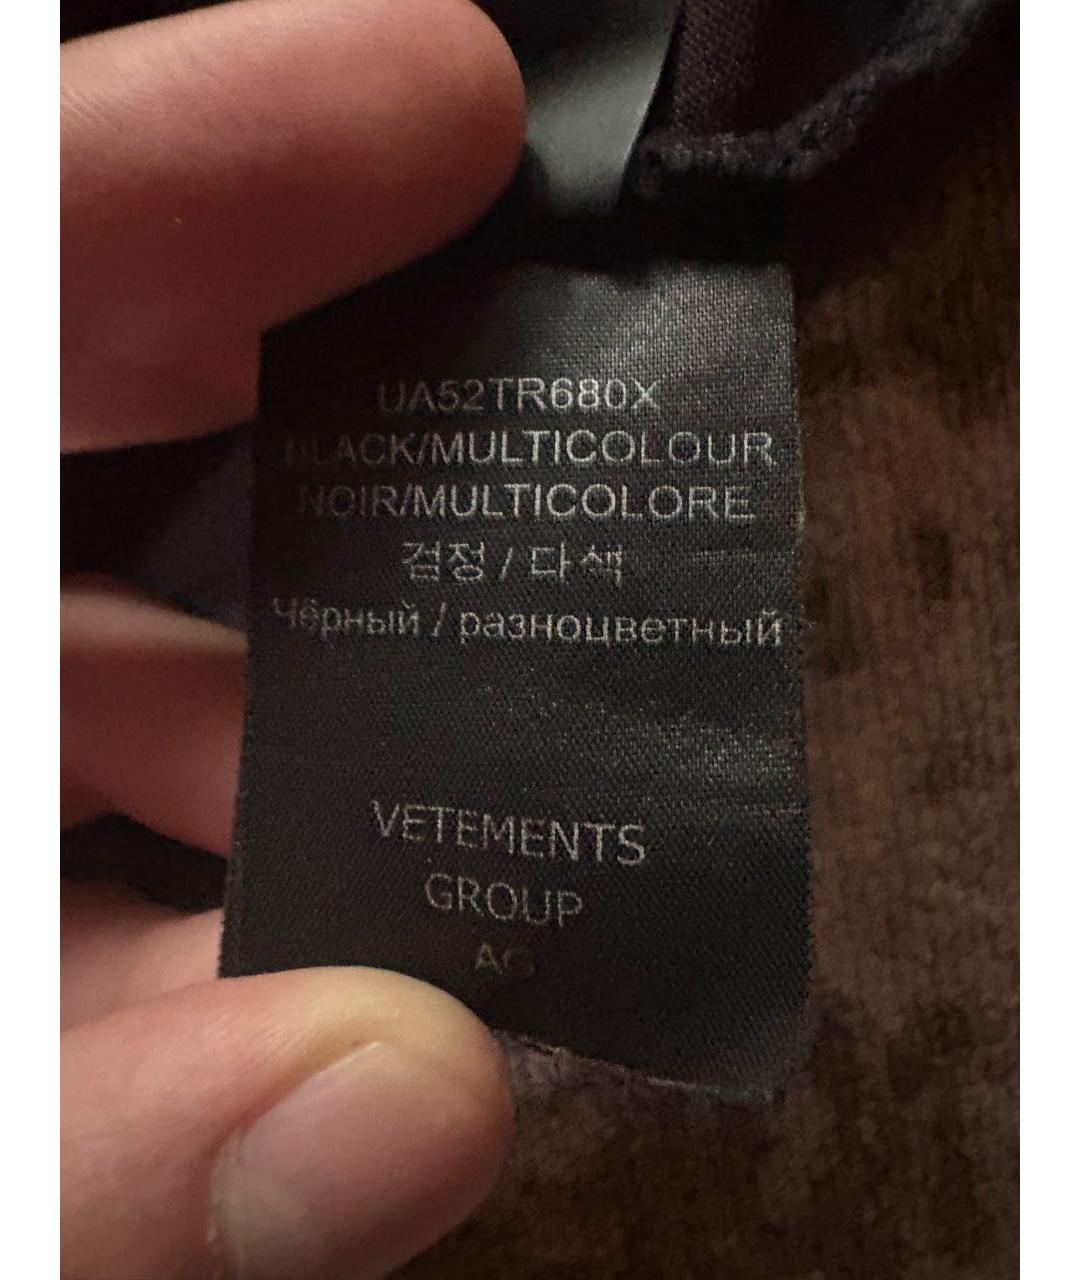 UA52TR680X
BLACK/MULTICOLOUR
NOIR/MULTICOLORE
검정 / 다색
Чёрный / разноцветный
VETEMENTS
GROUP
AG